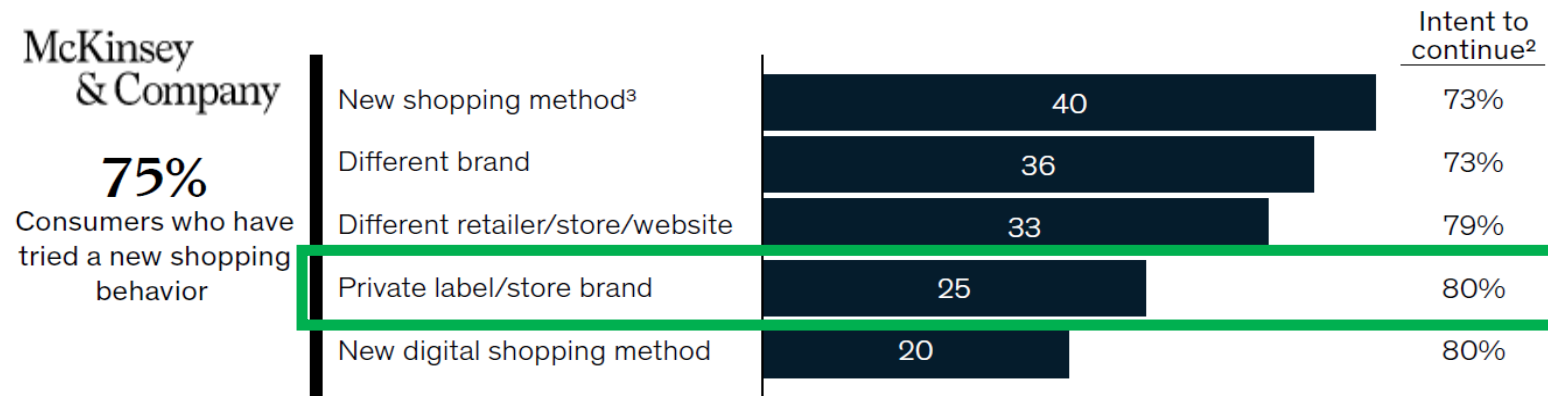 McKinsey
& Company
75%
Consumers who have
tried a new shopping
behavior
Intent to
continue²
New shopping method³ 40 73%
Different brand 36 73%
Different retailer/store/website 33 79%
Private label/store brand 25 80%
New digital shopping method 20 80%